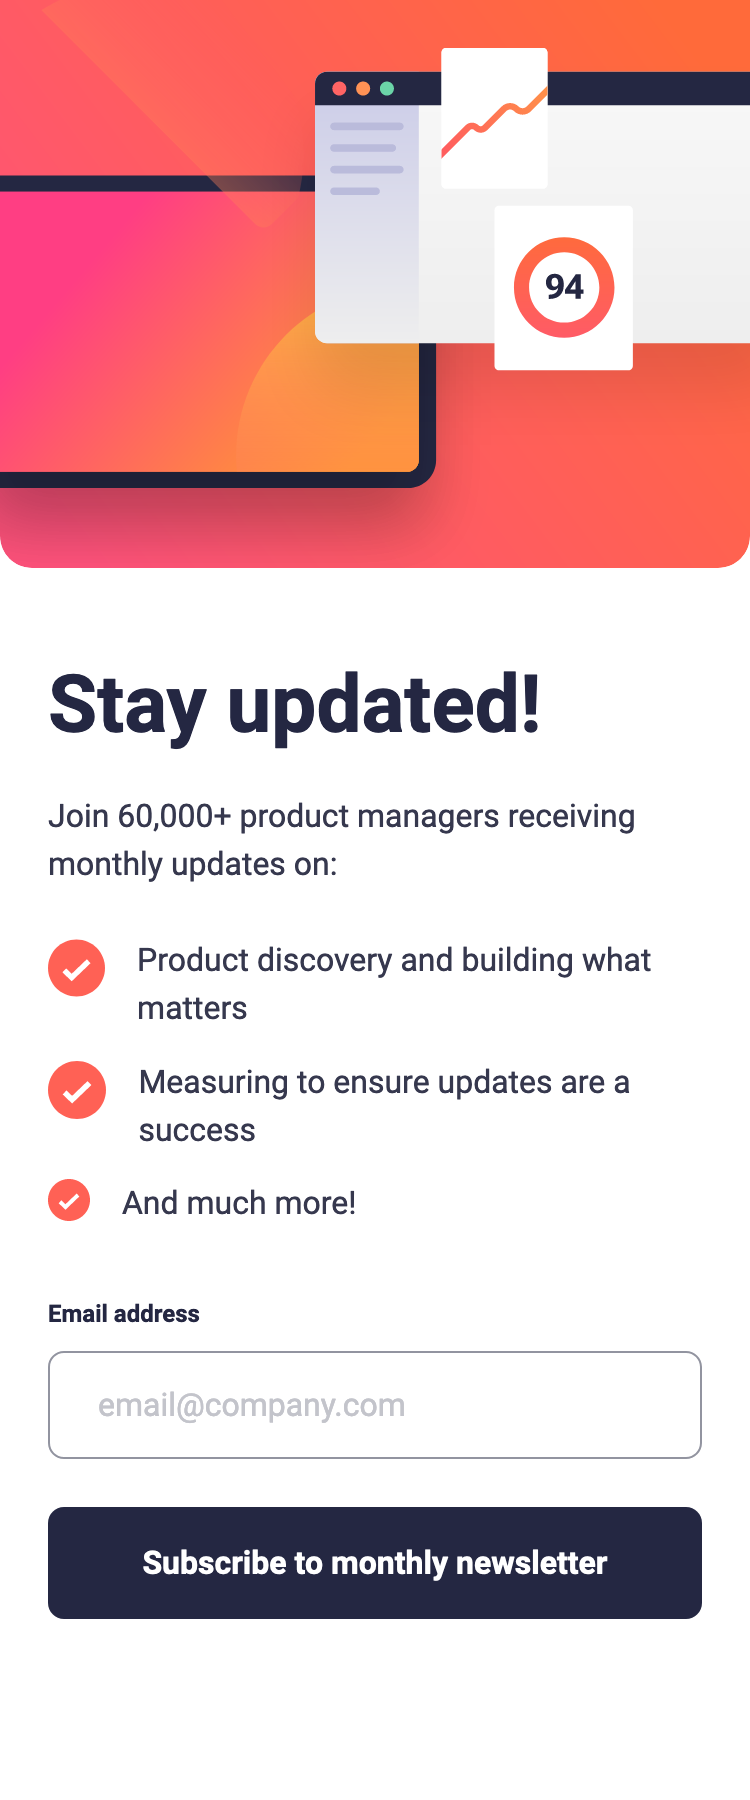 94
Stay updated!
Join 60,000+ product managers receiving
monthly updates on:
Product discovery and building what
matters
Measuring to ensure updates are a
success
And much more!
Email address
email@company.com
Subscribe to monthly newsletter